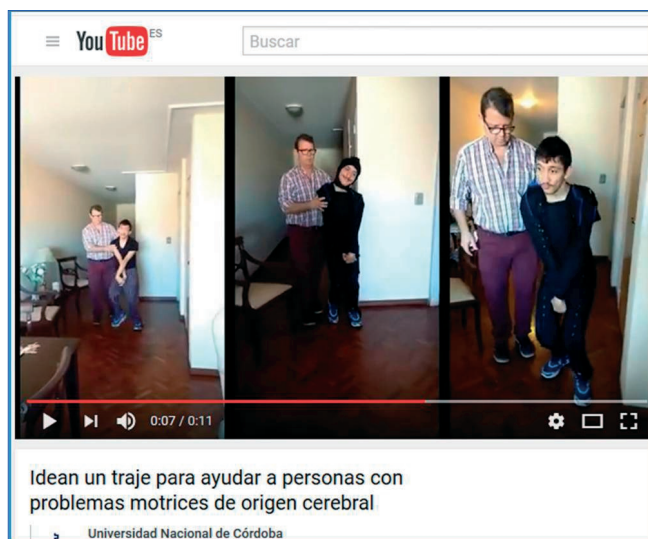 YouTube ES
Buscar
0:07 / 0:11
Idean un traje para ayudar a personas con
problemas motrices de origen cerebral
Universidad Nacional de Córdoba